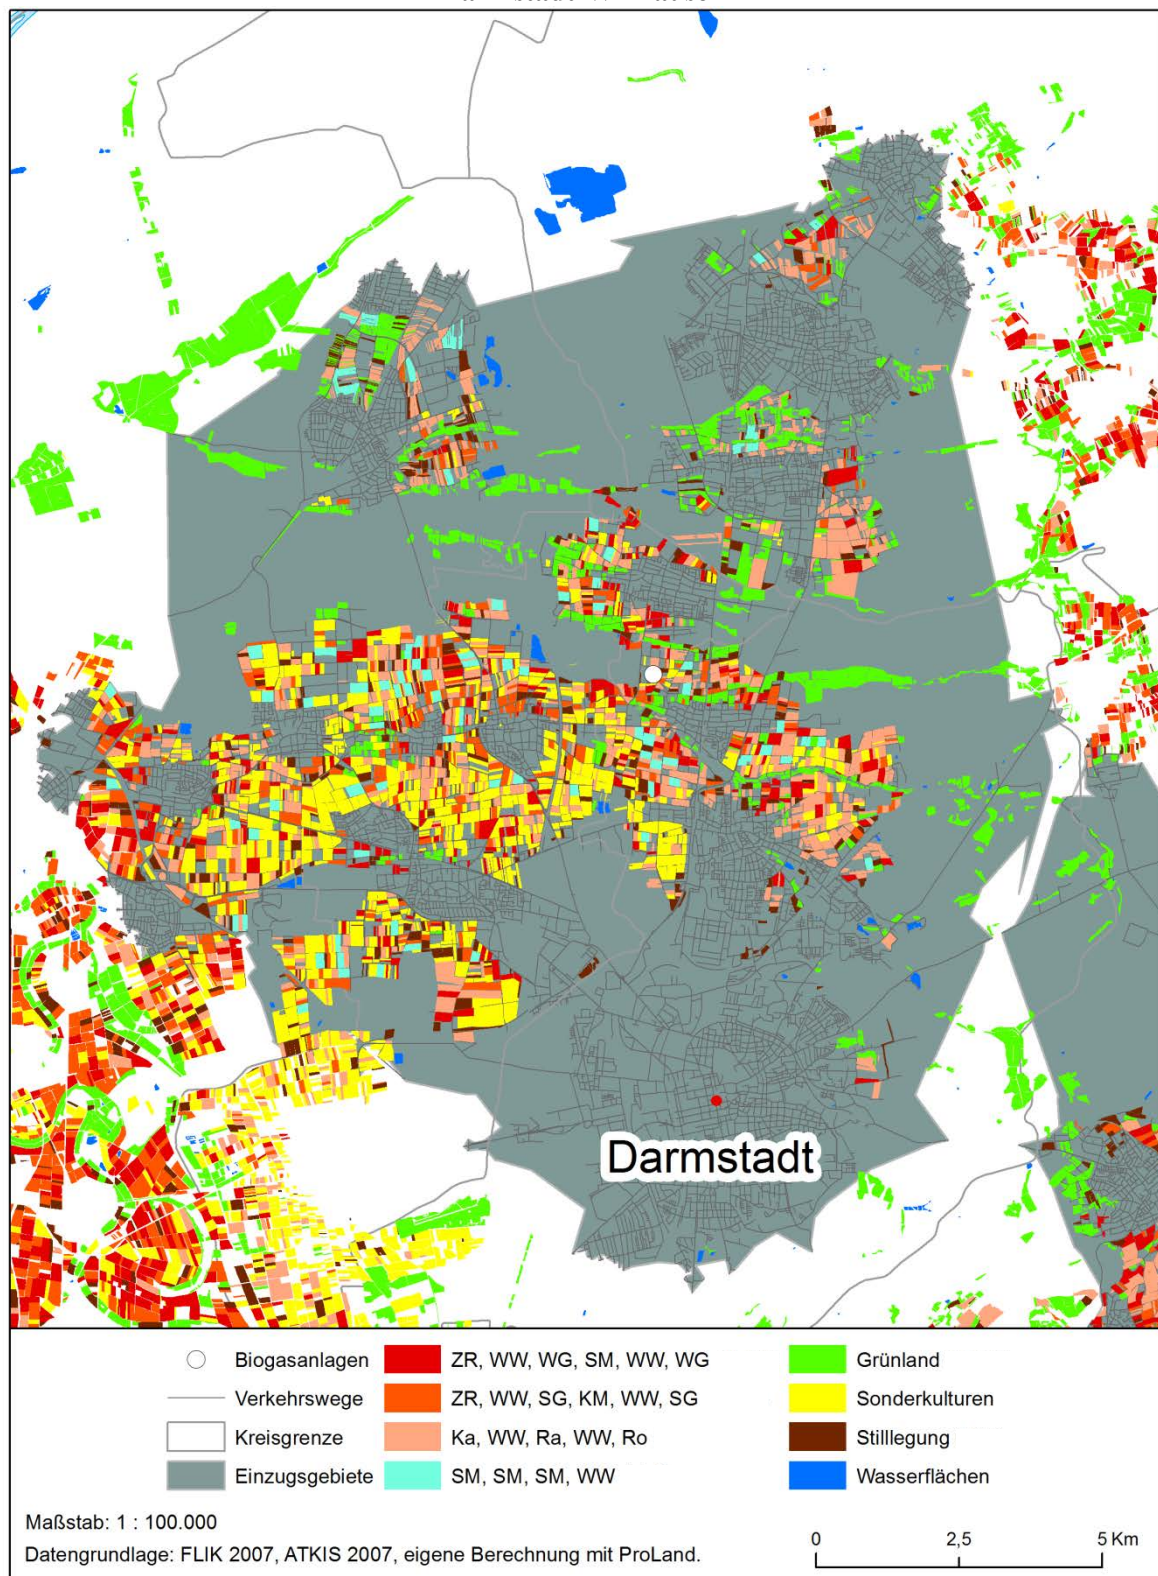 Darmstadt
Biogasanlagen
Verkehrswege
Kreisgrenze
Einzugsgebiete
ZR, WW, WG, SM, WW, WG
ZR, WW, SG, KM, WW, SG
Ka, WW, Ra, WW, Ro
SM, SM, SM, WW
Grünland
Sonderkulturen
Stilllegung
Wasserflächen
Maßstab: 1 : 100.000
Datengrundlage: FLIK 2007, ATKIS 2007, eigene Berechnung mit ProLand.
0 2,5 5 Km